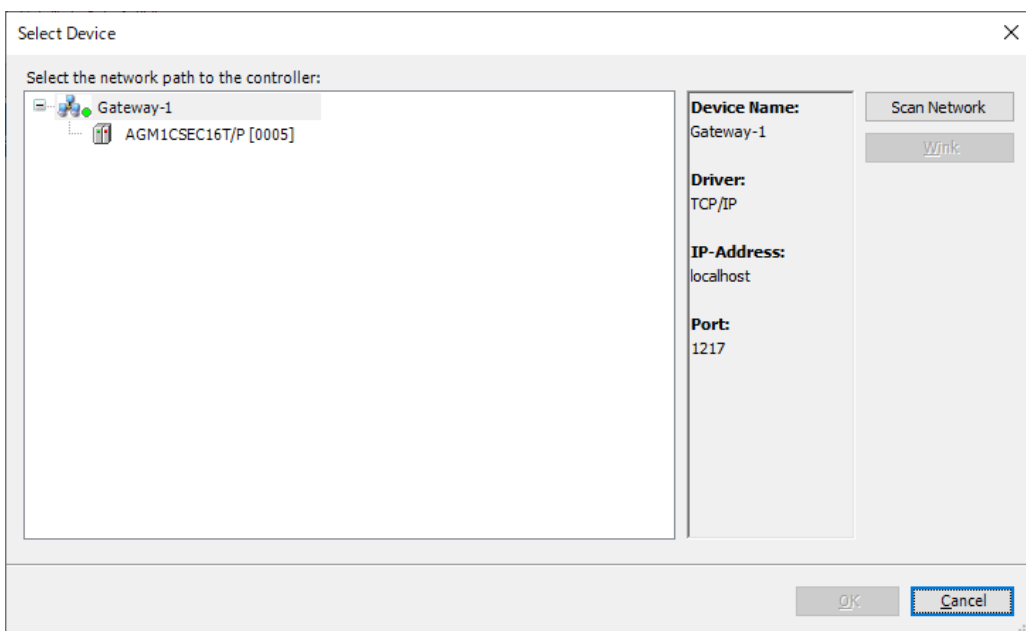 Select Device
Select the network path to the controller:
Gateway-1
AGM1CSEC16T/P [0005]
Device Name:
Gateway-1
Driver:
TCP/IP
IP-Address:
localhost
Port:
1217
Scan Network
Wink
OK
Cancel